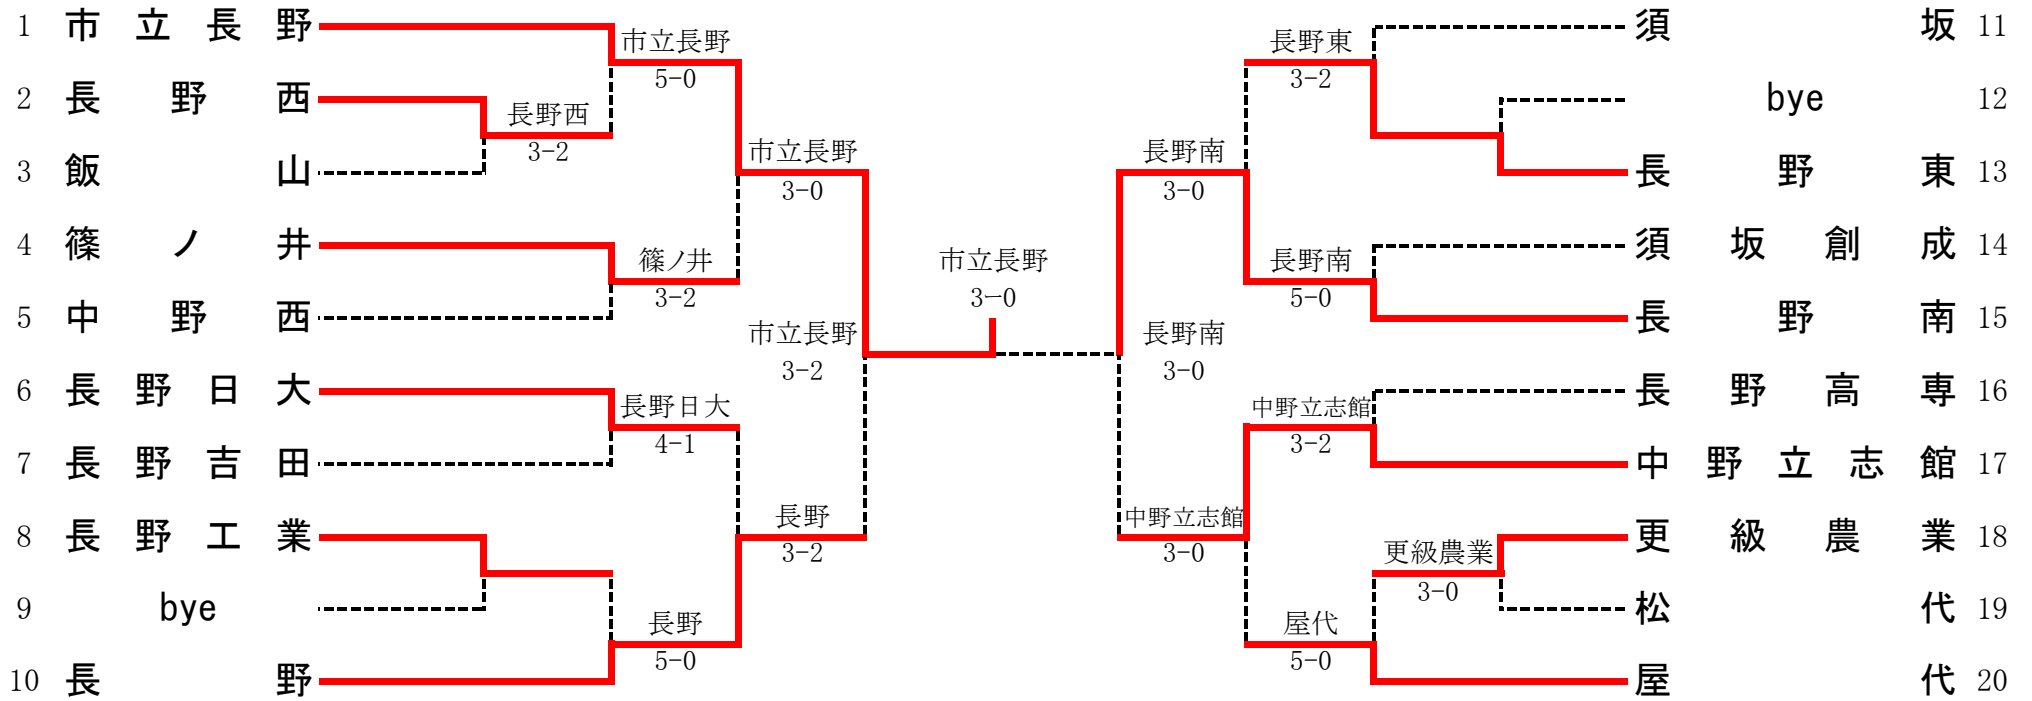 1 市立長野
2 長野西
3 飯山
4 篠ノ井
5 中野西
6 長野日大
7 長野吉田
8 長野工業
9 bye
10 長野
市立長野
5-0
長野西
3-2
篠ノ井
3-2
長野日大
4-1
長野
5-0
市立長野
3-0
長野
3-2
市立長野
3-2
市立長野
3-0
長野南
3-0
長野南
3-0
中野立志館
3-0
長野東
3-2
長野南
5-0
中野立志館
3-2
更級農業
3-0
屋代
5-0
須坂 11
bye 12
長野東 13
須坂創成 14
長野南 15
長野高専 16
中野立志館 17
更級農業 18
松代 19
屋代 20